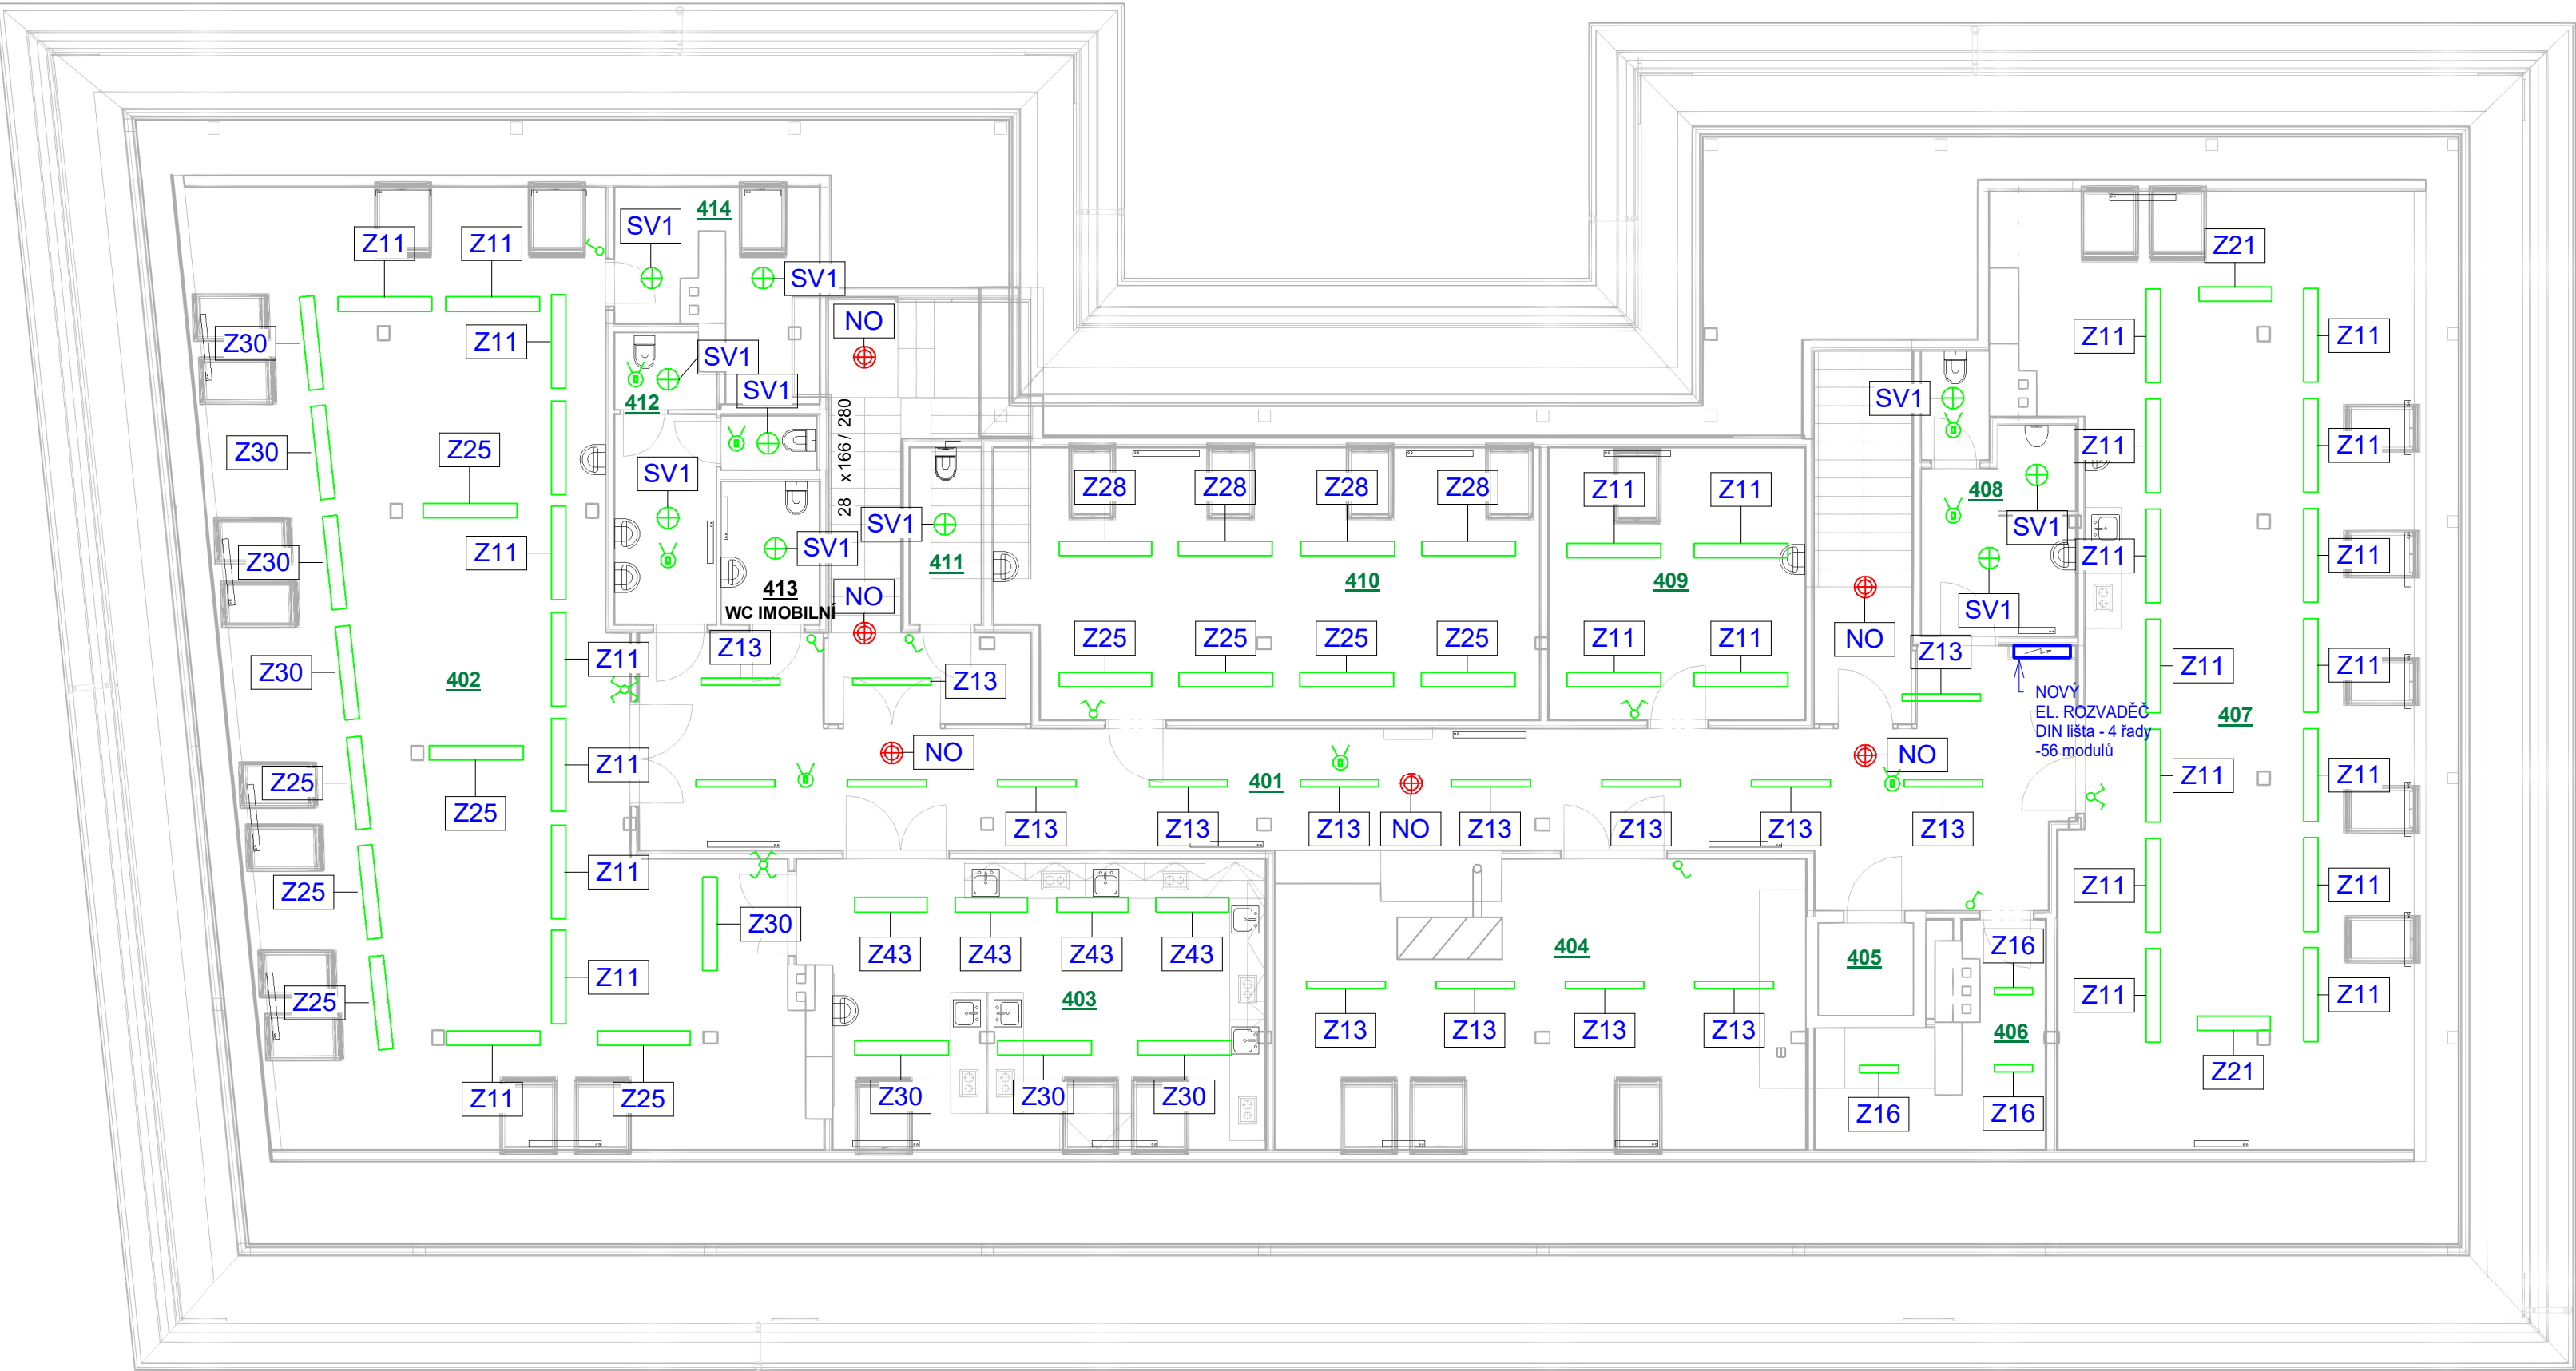 414
SV1
Z11
Z11
Z21
SV1
NO
Z11
Z30
Z11
Z11
SV1
SV1
412
SV1
Z30
Z25
28 x166 / 280
Z11
Z11
SV1
Z28
Z28
Z28
Z28
Z11
Z11
408
SV1
SV1
SV1
Z30
Z11
411
410
409
Z11
Z11
413
WC IMOBILNÍ
NO
SV1
Z13
Z25
Z25
Z25
Z25
Z11
Z11
NO
Z13
Z30
402
Z11
Z13
Z11
Z11
NOVÝ
EL. ROZVADĚČ
DIN lišta - 4 řady
-56 modulů
407
Z25
Z25
Z11
NO
401
NO
Z11
Z11
Z13
Z13
Z13
NO
Z13
Z13
Z13
Z13
Z25
Z11
Z30
Z43
Z43
Z43
Z43
404
405
Z16
Z11
Z11
Z25
Z11
403
Z13
Z13
Z13
Z13
406
Z11
Z11
Z11
Z25
Z30
Z30
Z30
Z16
Z16
Z21